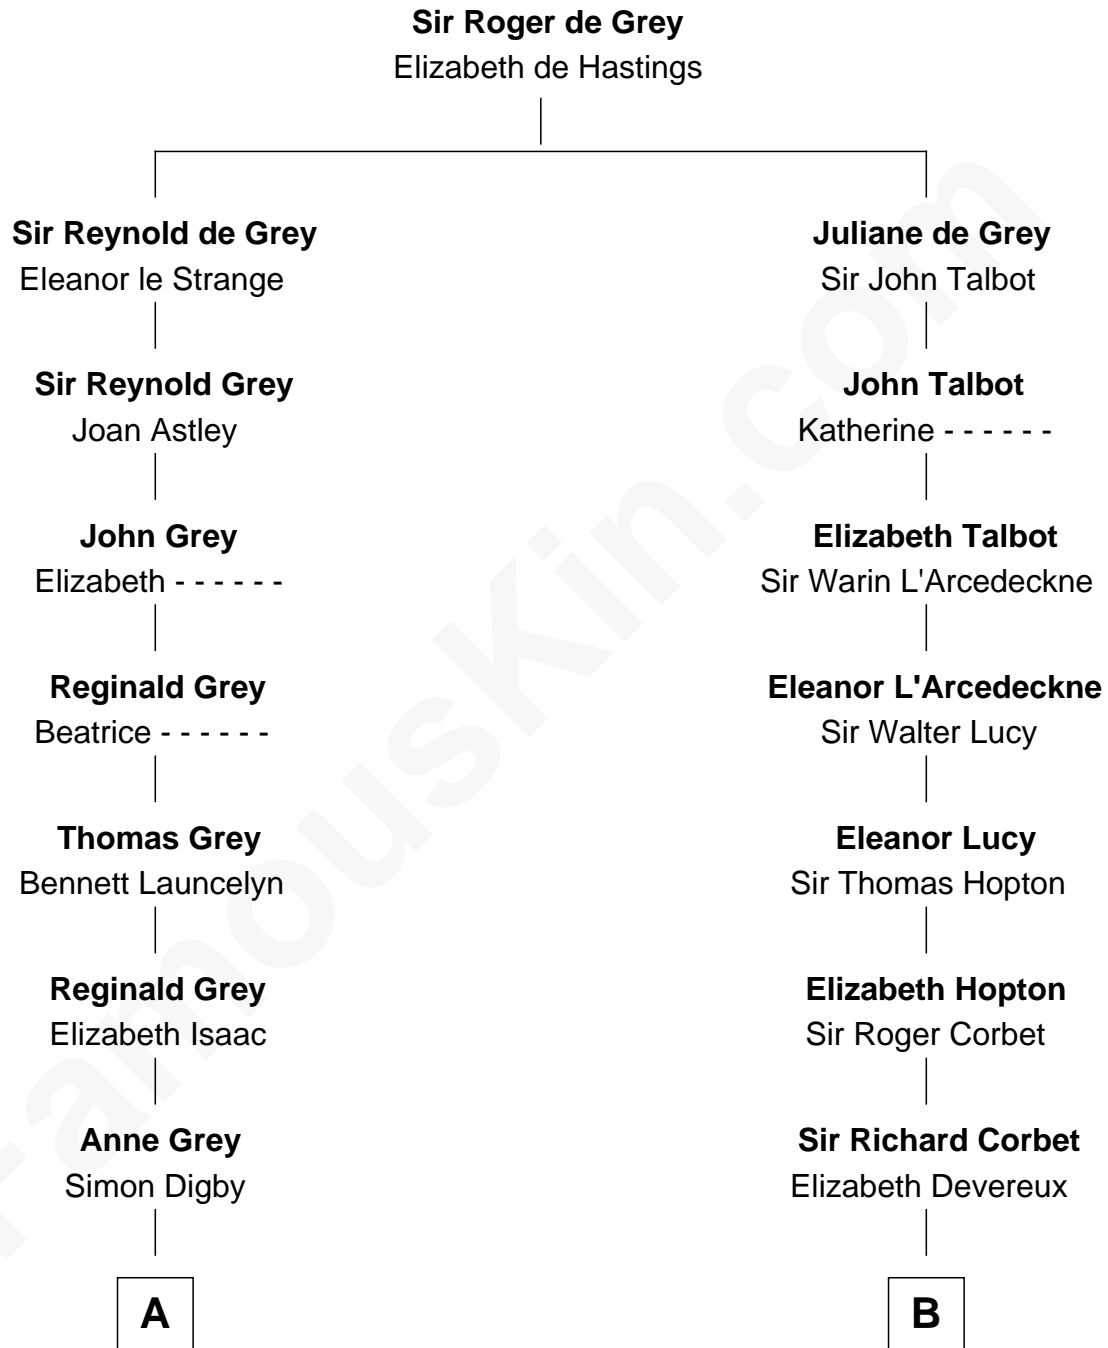 Sir Roger de Grey
Elizabeth de Hastings
Sir Reynold de Grey
Eleanor le Strange
Juliane de Grey
Sir John Talbot
Sir Reynold Grey
Joan Astley
John Talbot
Katherine - - - - - -
John Grey
Elizabeth - - - - - -
Elizabeth Talbot
Sir Warin L'Arcedeckne
Reginald Grey
Beatrice - - - - - -
Eleanor L'Arcedeckne
Sir Walter Lucy
Thomas Grey
Bennett Launcelyn
Eleanor Lucy
Sir Thomas Hopton
Reginald Grey
Elizabeth Isaac
Elizabeth Hopton
Sir Roger Corbet
Anne Grey
Simon Digby
Sir Richard Corbet
Elizabeth Devereux
A
B
FamousKin.com